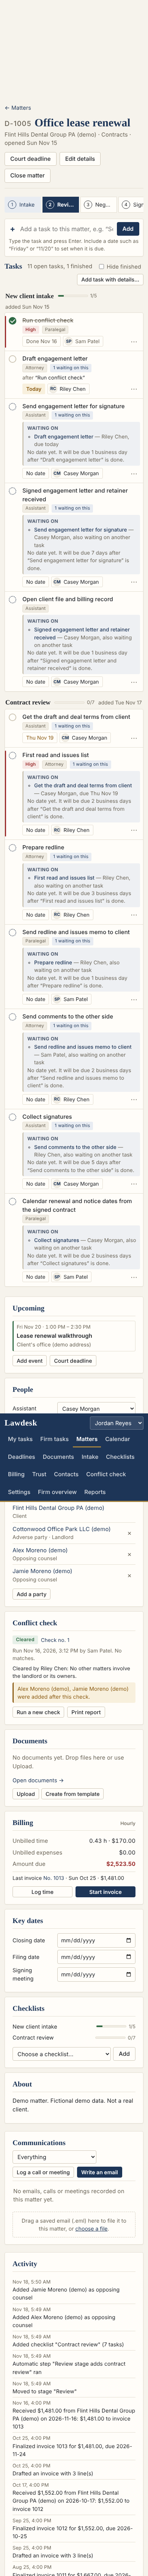 ← Matters
D-1005 Office lease renewal
Flint Hills Dental Group PA (demo) · Contracts ·
opened Sun Nov 15
Court deadline
Edit details
Close matter
1 Intake
2 Revi...
3 Neg...
4 Sign
+ Add a task to this matter, e.g. "S
Add
Type the task and press Enter. Include a date such as
"Friday" or "11/20" to set when it is due.
Tasks 11 open tasks, 1 finished
Hide finished
Add task with details...
New client intake 1/5
added Sun Nov 15
Run conflict check
High Paralegal
Done Nov 16 SP Sam Patel ···
Draft engagement letter
Attorney 1 waiting on this
after "Run conflict check"
Today RC Riley Chen ···
Send engagement letter for signature
Assistant 1 waiting on this
WAITING ON
Draft engagement letter — Riley Chen,
due today
No date yet. It will be due 1 business day
after "Draft engagement letter" is done.
No date CM Casey Morgan ···
Signed engagement letter and retainer
received
Assistant 1 waiting on this
WAITING ON
Send engagement letter for signature —
Casey Morgan, also waiting on another
task
No date yet. It will be due 7 days after
"Send engagement letter for signature" is
done.
No date CM Casey Morgan ···
Open client file and billing record
Assistant
WAITING ON
Signed engagement letter and retainer
received — Casey Morgan, also waiting
on another task
No date yet. It will be due 1 business day
after "Signed engagement letter and
retainer received" is done.
No date CM Casey Morgan ···
Contract review 0/7 added Tue Nov 17
Get the draft and deal terms from client
Assistant 1 waiting on this
Thu Nov 19 CM Casey Morgan ···
First read and issues list
High Attorney 1 waiting on this
WAITING ON
Get the draft and deal terms from client
— Casey Morgan, due Thu Nov 19
No date yet. It will be due 2 business days
after "Get the draft and deal terms from
client" is done.
No date RC Riley Chen ···
Prepare redline
Attorney 1 waiting on this
WAITING ON
First read and issues list — Riley Chen,
also waiting on another task
No date yet. It will be due 3 business days
after "First read and issues list" is done.
No date RC Riley Chen ···
Send redline and issues memo to client
Paralegal 1 waiting on this
WAITING ON
Prepare redline — Riley Chen, also
waiting on another task
No date yet. It will be due 1 business day
after "Prepare redline" is done.
No date SP Sam Patel ···
Send comments to the other side
Attorney 1 waiting on this
WAITING ON
Send redline and issues memo to client
— Sam Patel, also waiting on another
task
No date yet. It will be due 2 business days
after "Send redline and issues memo to
client" is done.
No date RC Riley Chen ···
Collect signatures
Assistant 1 waiting on this
WAITING ON
Send comments to the other side —
Riley Chen, also waiting on another task
No date yet. It will be due 5 days after
"Send comments to the other side" is done.
No date CM Casey Morgan ···
Calendar renewal and notice dates from
the signed contract
Paralegal
WAITING ON
Collect signatures — Casey Morgan, also
waiting on another task
No date yet. It will be due 2 business days
after "Collect signatures" is done.
No date SP Sam Patel ···
Upcoming
Fri Nov 20 · 1:00 PM – 2:30 PM
Lease renewal walkthrough
Client's office (demo address)
Add event
Court deadline
People
Assistant Casey Morgan
Lawdesk
Jordan Reyes
My tasks Firm tasks Matters Calendar
Deadlines Documents Intake Checklists
Billing Trust Contacts Conflict check
Settings Firm overview Reports
Flint Hills Dental Group PA (demo)
Client
Cottonwood Office Park LLC (demo) ×
Adverse party · Landlord
Alex Moreno (demo) ×
Opposing counsel
Jamie Moreno (demo) ×
Opposing counsel
Add a party
Conflict check
Cleared Check no. 1
Run Nov 16, 2026, 3:12 PM by Sam Patel. No
matches.
Cleared by Riley Chen: No other matters involve
the landlord or its owners.
Alex Moreno (demo), Jamie Moreno (demo)
were added after this check.
Run a new check
Print report
Documents
No documents yet. Drop files here or use
Upload.
Open documents →
Upload
Create from template
Billing Hourly
Unbilled time 0.43 h · $170.00
Unbilled expenses $0.00
Amount due $2,523.50
Last invoice No. 1013 · Sun Oct 25 · $1,481.00
Log time
Start invoice
Key dates
Closing date mm/dd/yyyy
Filing date mm/dd/yyyy
Signing
meeting mm/dd/yyyy
Checklists
New client intake 1/5
Contract review 0/7
Choose a checklist...
Add
About
Demo matter. Fictional demo data. Not a real
client.
Communications
Everything
Log a call or meeting
Write an email
No emails, calls or meetings recorded on
this matter yet.
Drag a saved email (.eml) here to file it to
this matter, or choose a file.
Activity
Nov 18, 5:50 AM
Added Jamie Moreno (demo) as opposing
counsel
Nov 18, 5:49 AM
Added Alex Moreno (demo) as opposing
counsel
Nov 18, 5:49 AM
Added checklist "Contract review" (7 tasks)
Nov 18, 5:49 AM
Automatic step "Review stage adds contract
review" ran
Nov 18, 5:49 AM
Moved to stage "Review"
Nov 16, 4:00 PM
Received $1,481.00 from Flint Hills Dental Group
PA (demo) on 2026-11-16: $1,481.00 to invoice
1013
Oct 25, 4:00 PM
Finalized invoice 1013 for $1,481.00, due 2026-
11-24
Oct 25, 4:00 PM
Drafted an invoice with 3 line(s)
Oct 17, 4:00 PM
Received $1,552.00 from Flint Hills Dental
Group PA (demo) on 2026-10-17: $1,552.00 to
invoice 1012
Sep 25, 4:00 PM
Finalized invoice 1012 for $1,552.00, due 2026-
10-25
Sep 25, 4:00 PM
Drafted an invoice with 3 line(s)
Aug 25, 4:00 PM